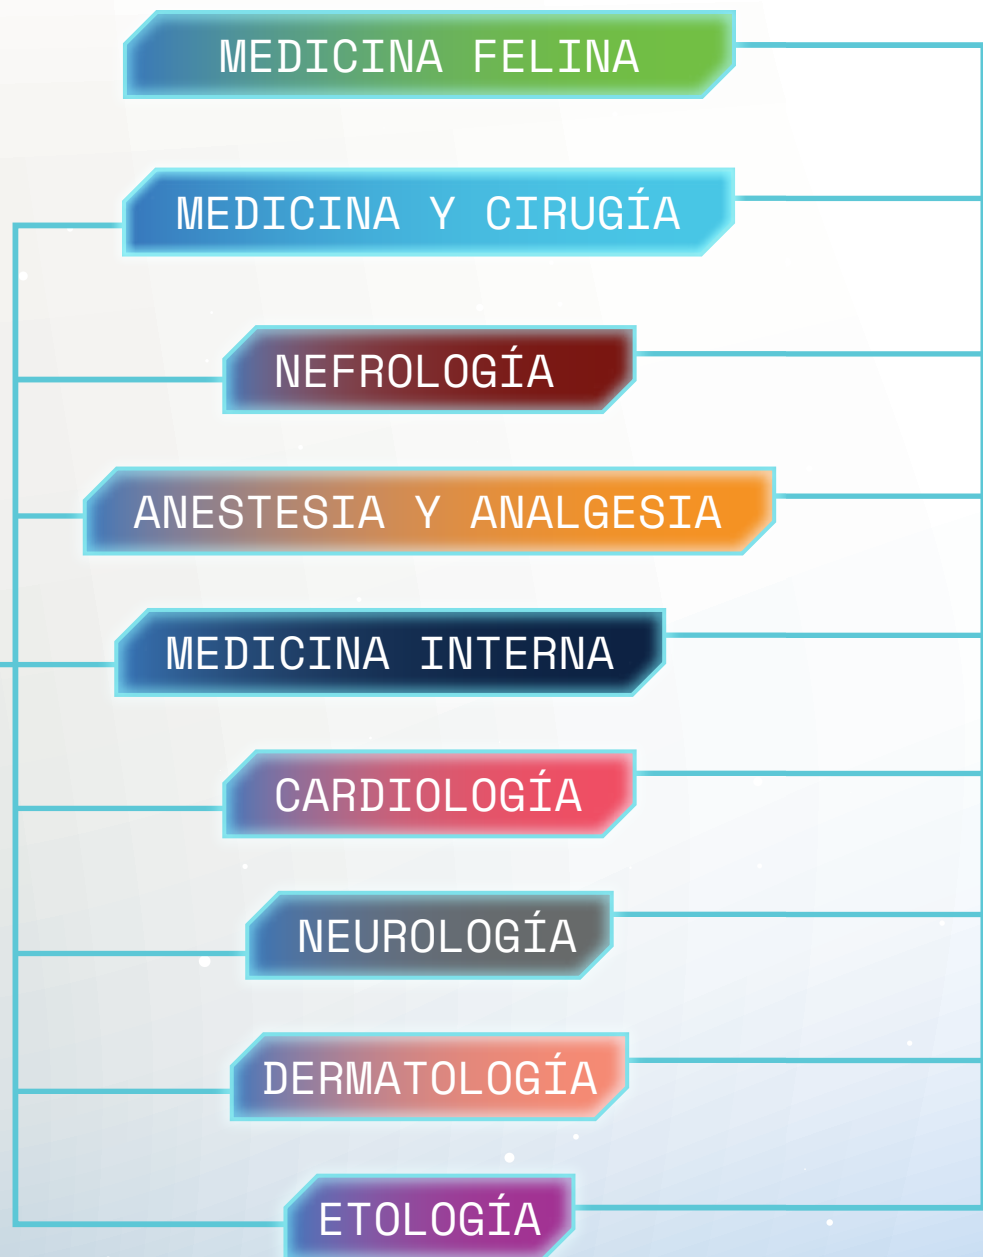 MEDICINA FELINA
MEDICINA Y CIRUGÍA
NEFROLOGÍA
ANESTESIA Y ANALGESIA
MEDICINA INTERNA
CARDIOLOGÍA
NEUROLOGÍA
DERMATOLOGÍA
ETOLOGÍA